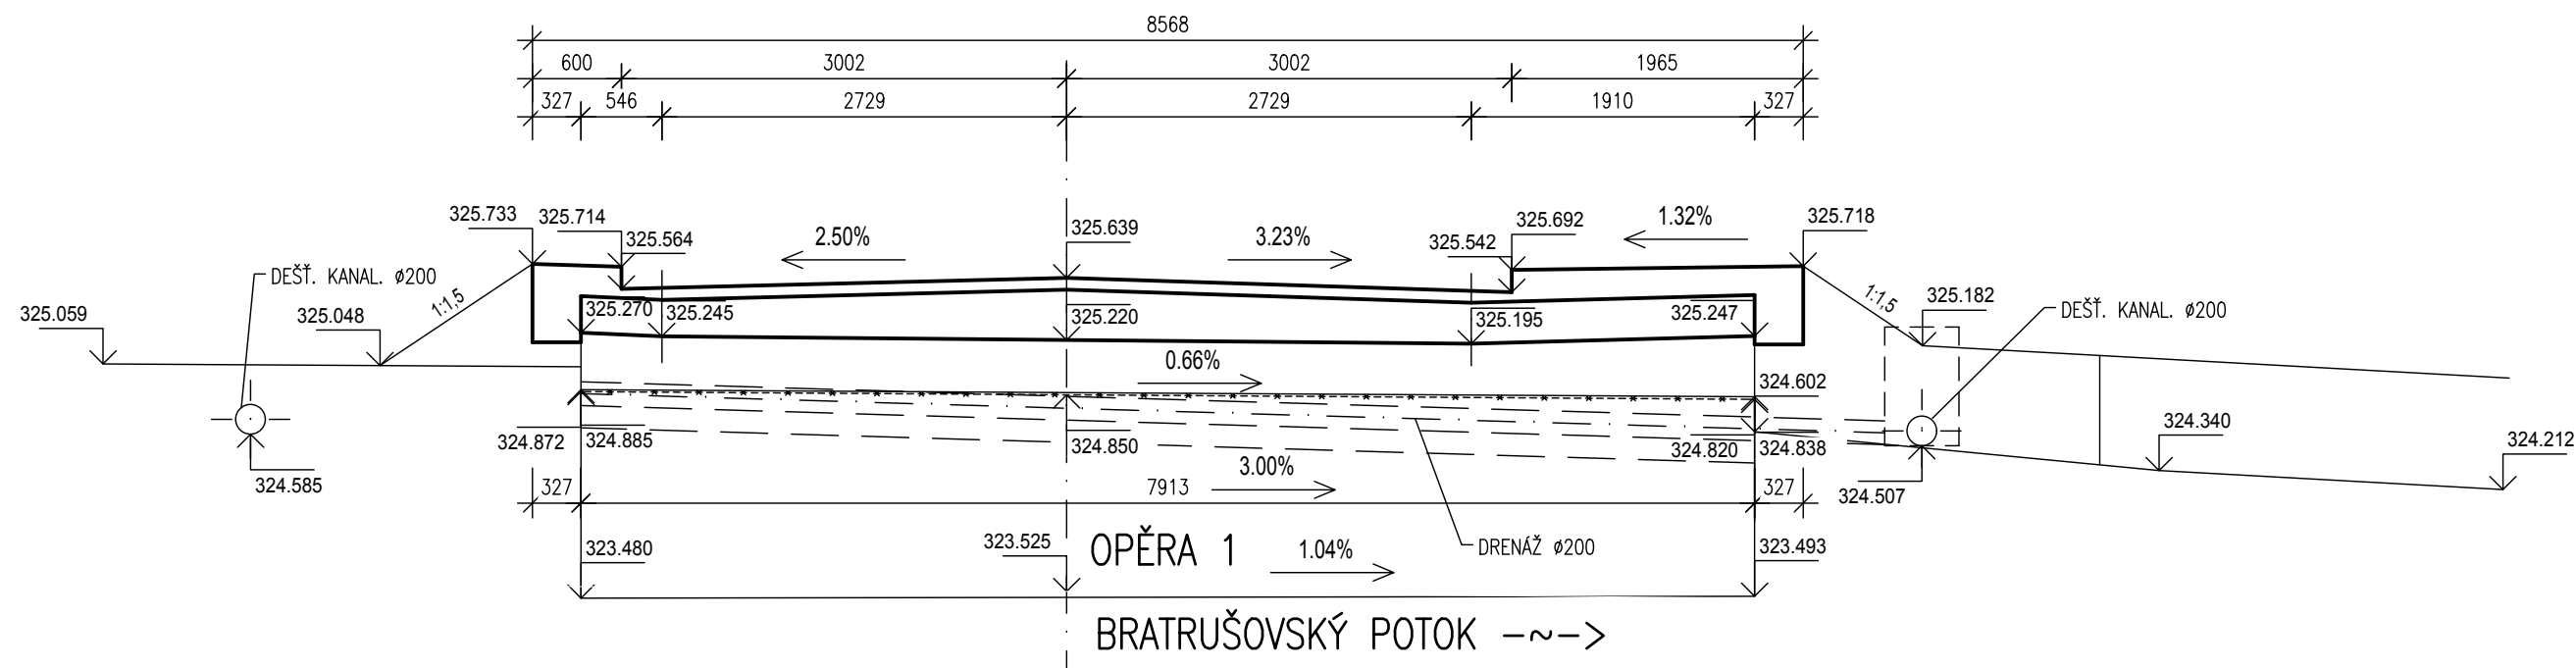 8568
600 3002 3002 1965
327 546 2729 2729 1910 327
325.733 325.714 325.564 2.50% 325.639 3.23% 325.542 325.692 1.32% 325.718
DEŠŤ. KANAL. ø200
1:1,5
325.059 325.048 325.270 325.245 325.220 325.195 325.247
1:1,5
325.182
DEŠŤ. KANAL. ø200
0.66%
324.602
324.872 324.885 324.850 324.820 324.838 324.340 324.212
324.585 3.00% 324.507
327 7913 327
323.480 323.525 OPĚRA 1 1.04% DRENÁŽ ø200 323.493
BRATRUŠOVSKÝ POTOK -~->